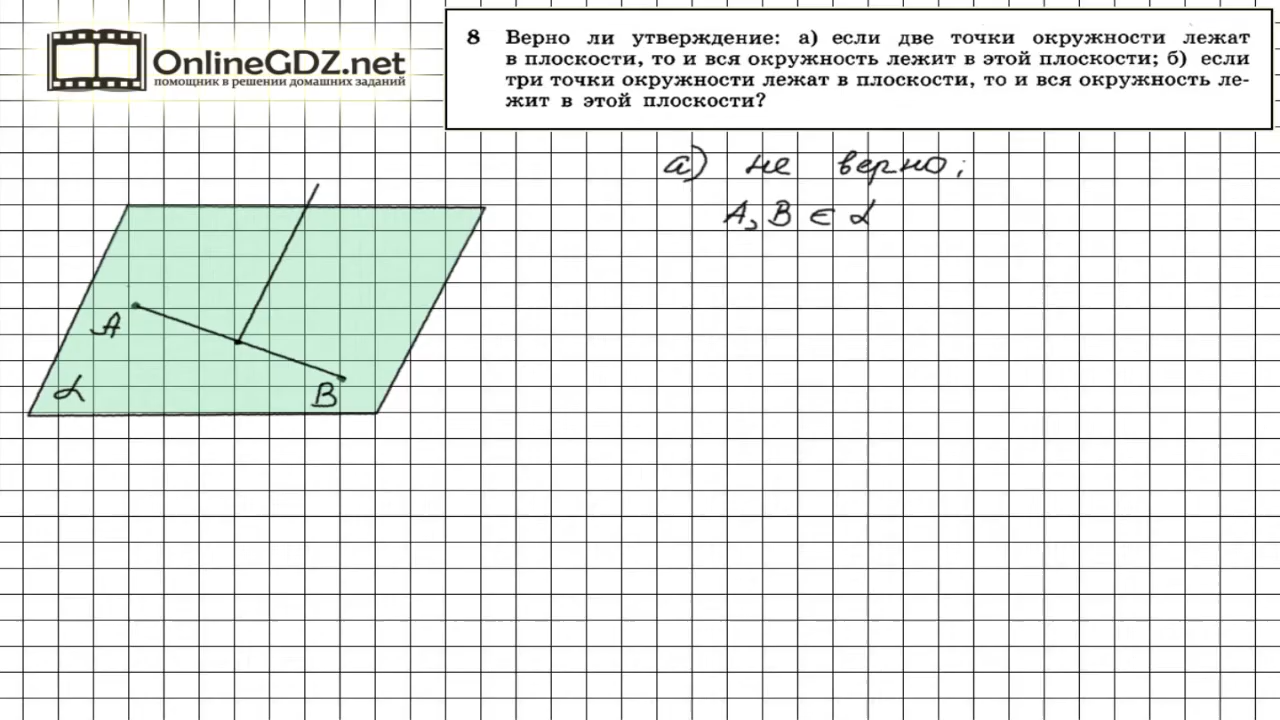 OnlineGDZ.net
помощник в решении домашних заданий
8 Верно ли утверждение: а) если две точки окружности лежат
в плоскости, то и вся окружность лежит в этой плоскости; б) если
три точки окружности лежат в плоскости, то и вся окружность ле-
жит в этой плоскости?
а) не верно;
A, B ∈ α
A
α
B